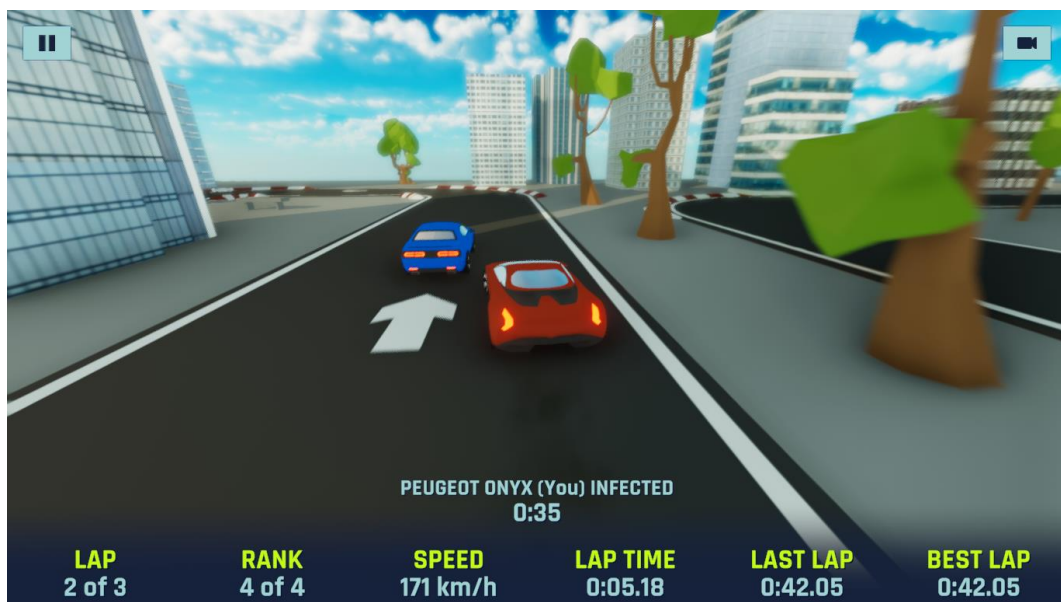 PEUGEOT ONYX (You) INFECTED
0:35
LAP
2 of 3
RANK
4 of 4
SPEED
171 km/h
LAP TIME
0:05.18
LAST LAP
0:42.05
BEST LAP
0:42.05